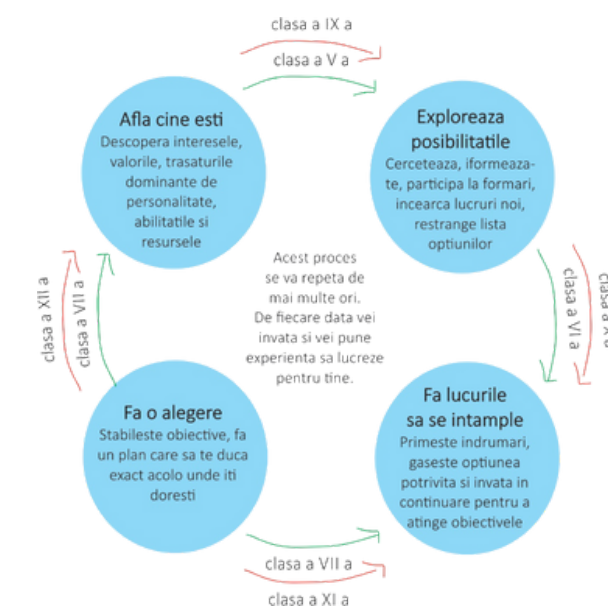 clasa a IX a
clasa a V a
Afla cine esti
Descopera interesele,
valorile, trasaturile
dominante de
personalitate,
abilitatile si
resursele
Exploreaza
posibilitatile
Cerceteaza, iformeaza-
te, participa la formari,
incearca lucruri noi,
restrange lista
optiunilor
Acest proces
se va repeta de
mai multe ori.
De fiecare data vei
invata si vei pune
experienta sa lucreze
pentru tine.
clasa a XII a
clasa a VII a
clasa a VI a
clasa a X a
Fa o alegere
Stabileste obiective, fa
un plan care sa te duca
exact acolo unde iti
doresti
Fa lucurile
sa se intample
Primeste indrumari,
gaseste optiunea
potrivita si invata in
continuare pentru a
atinge obiectivele
clasa a VII a
clasa a XI a